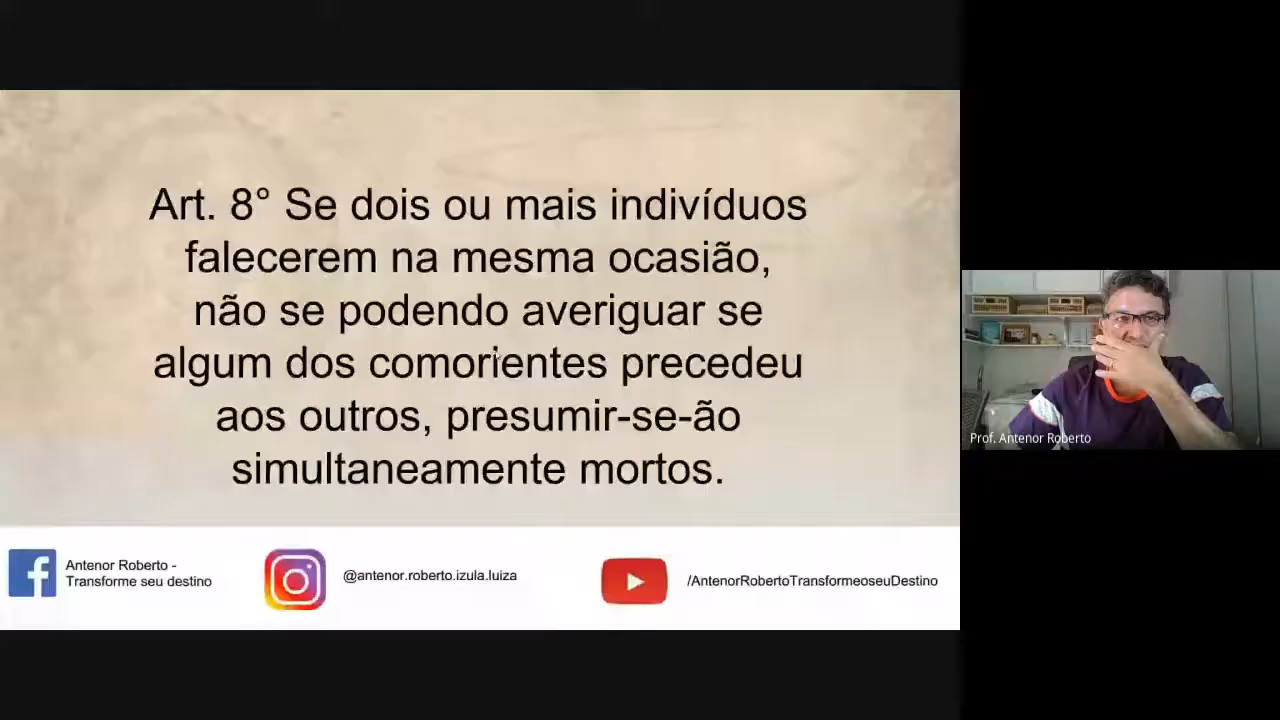 Art. 8° Se dois ou mais indivíduos
falecerem na mesma ocasião,
não se podendo averiguar se
algum dos comorientes precedeu
aos outros, presumir-se-ão
simultaneamente mortos.
Prof. Antenor Roberto
Antenor Roberto -
Transforme seu destino
@antenor.roberto.izula.luiza
/AntenorRobertoTransformeoseuDestino